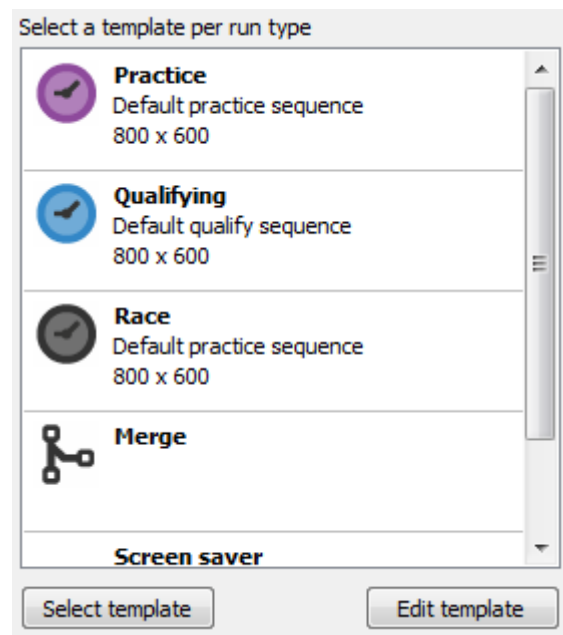 Select a template per run type
Practice
Default practice sequence
800 x 600
Qualifying
Default qualify sequence
800 x 600
Race
Default practice sequence
800 x 600
Merge
Screen saver
Select template
Edit template